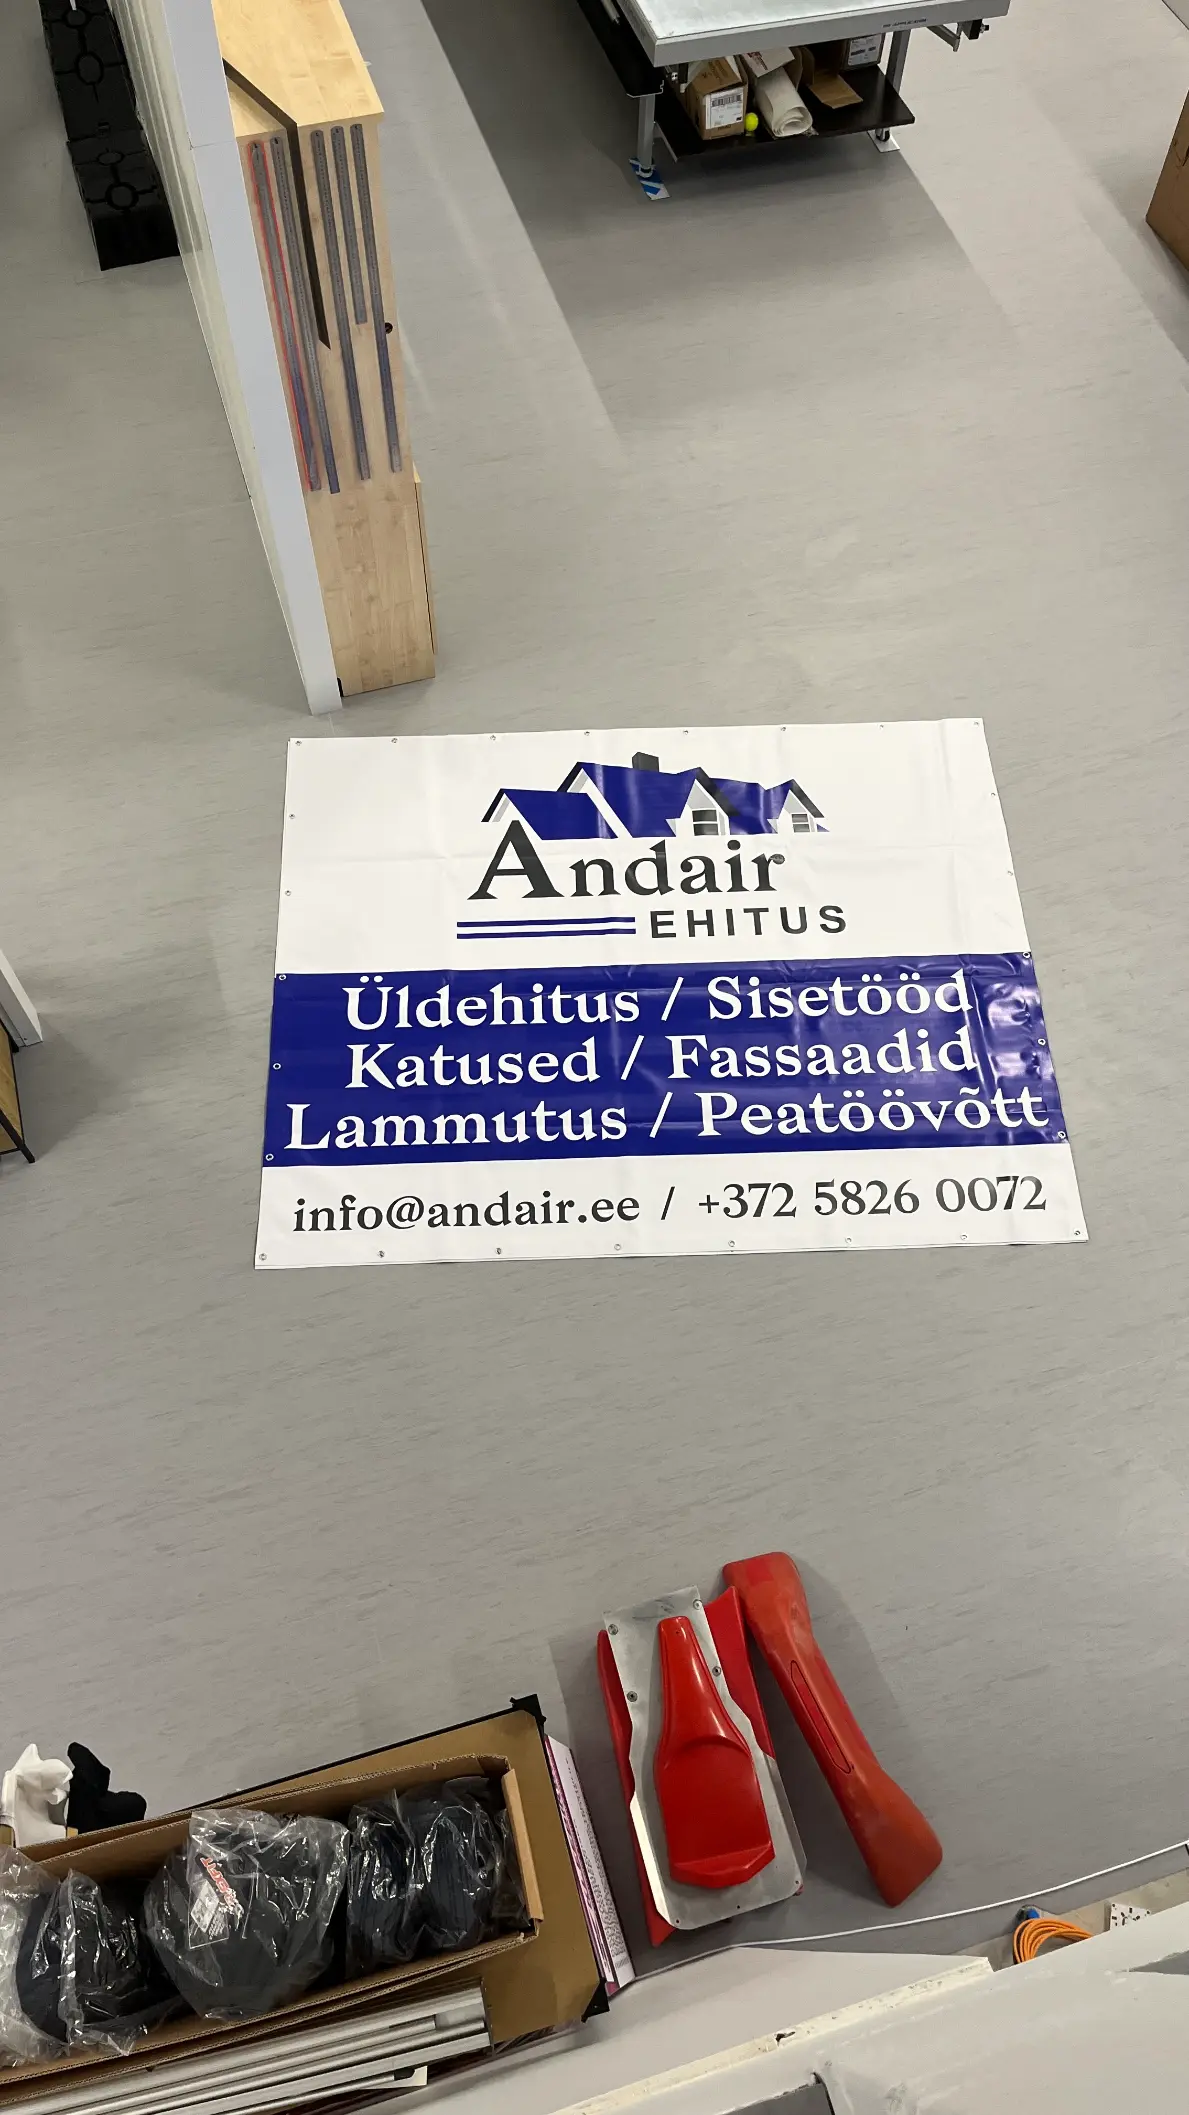 Andair
EHITUS
Üldehitus / Sisetööd
Katused / Fassaadid
Lammutus / Peatöövõtt
info@andair.ee / +372 5826 0072